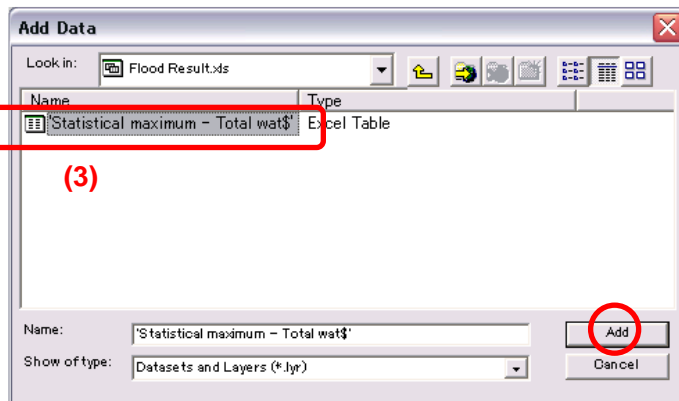 Add Data
Look in: Flood Result.xls
Name Type
'Statistical maximum - Total wat$' Excel Table
(3)
Name: 'Statistical maximum - Total wat$' Add
Show of type: Datasets and Layers (*.lyr) Cancel